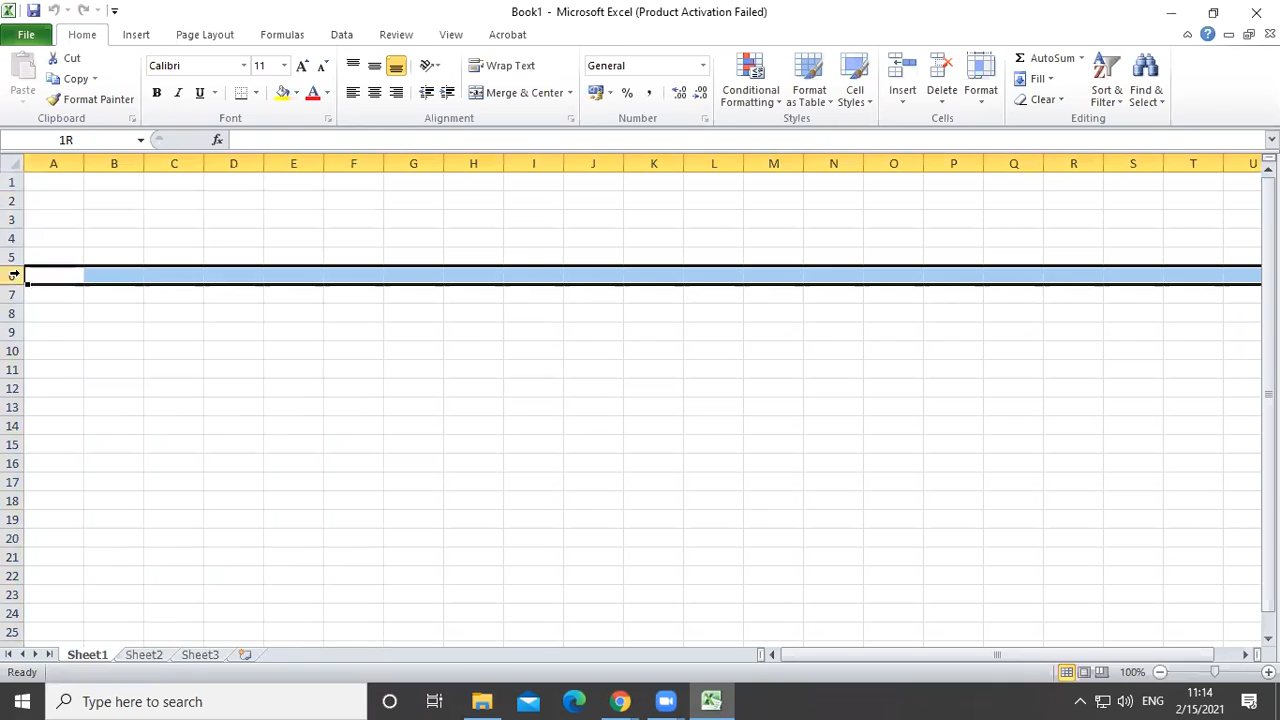 Book1 - Microsoft Excel (Product Activation Failed)
File Home Insert Page Layout Formulas Data Review View Acrobat
Paste
Cut
Copy
Format Painter
Clipboard
Calibri 11
B I U A
Font
Wrap Text
Merge & Center
Alignment
General
%
Number
Conditional Formatting
Format as Table
Cell Styles
Styles
Insert
Delete
Format
Cells
Σ AutoSum
Fill
Clear
Sort & Filter
Find & Select
Editing
1R
fx
A B C D E F G H I J K L M N O P Q R S T U
1
2
3
4
5
7
8
9
10
11
12
13
14
15
16
17
18
19
20
21
22
23
24
25
Sheet1 Sheet2 Sheet3
Ready
100%
Type here to search
ENG
11:14
2/15/2021